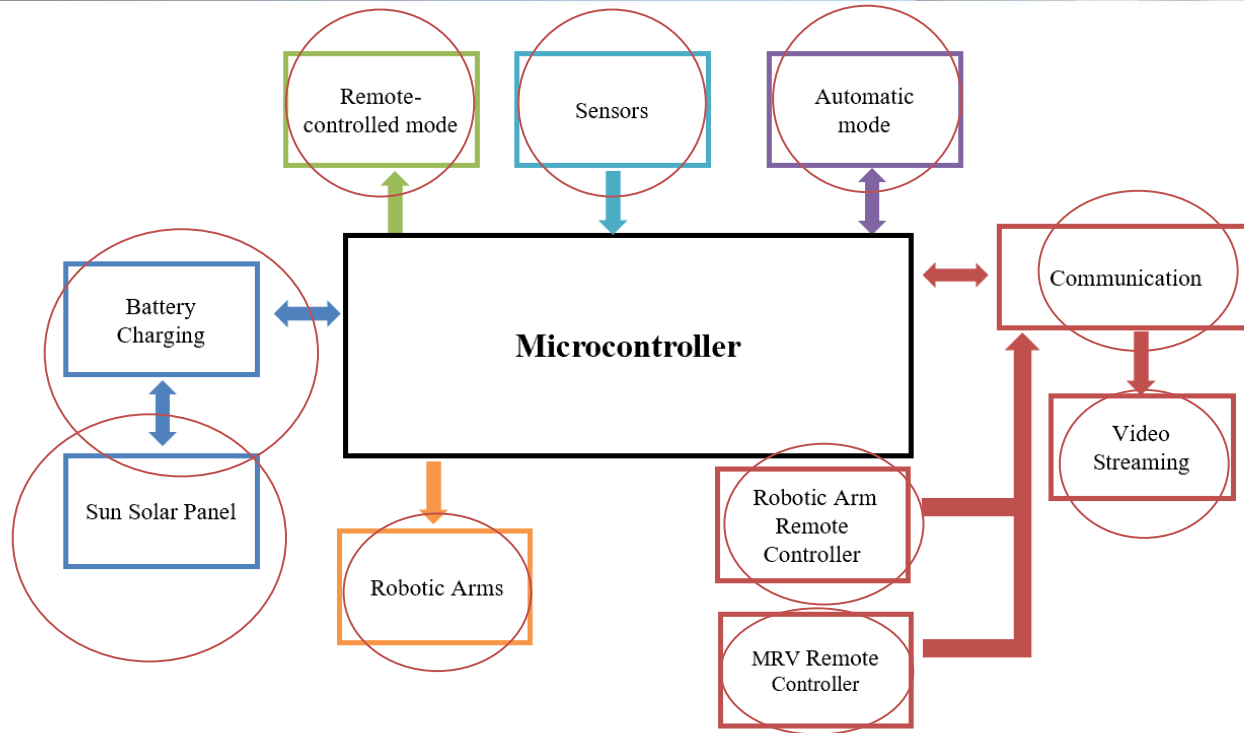 Remote-
controlled mode
Sensors
Automatic
mode
Battery
Charging
Microcontroller
Communication
Sun Solar Panel
Video
Streaming
Robotic Arms
Robotic Arm
Remote
Controller
MRV Remote
Controller